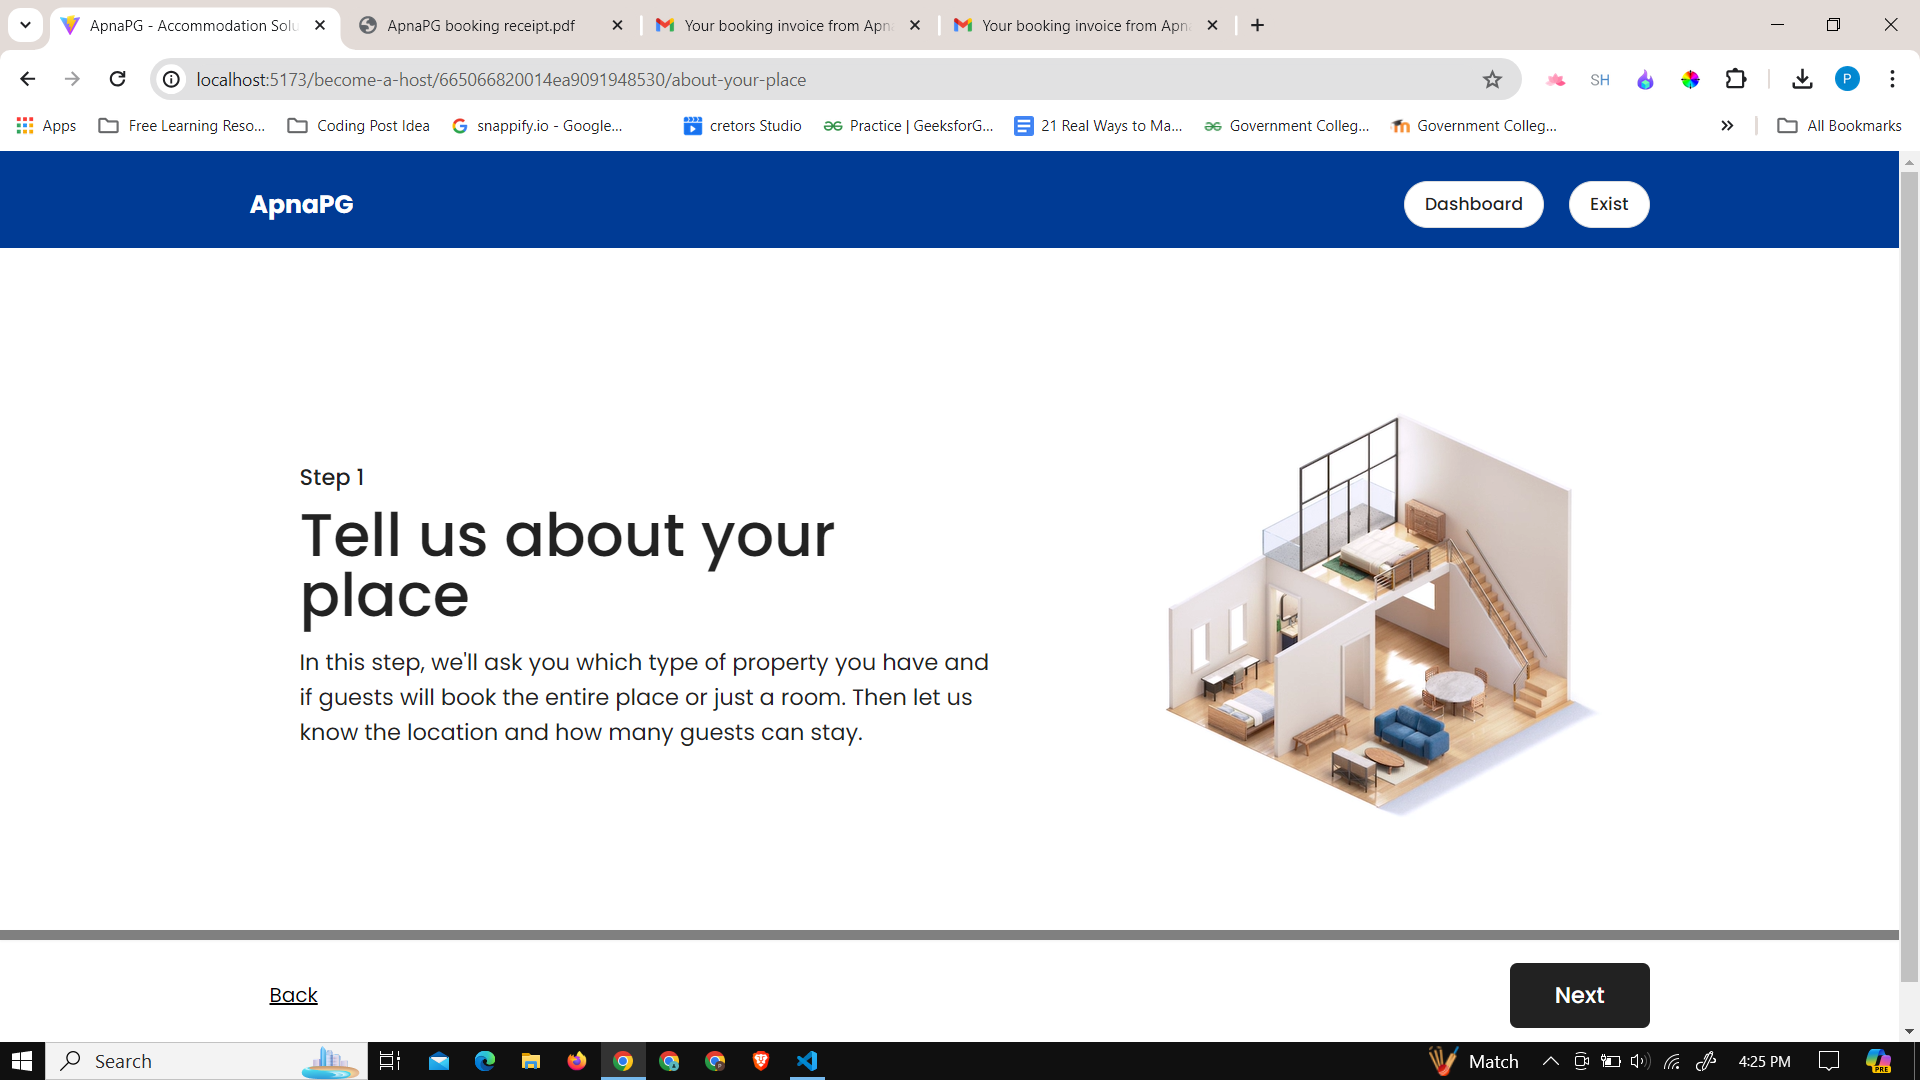 ApnaPG - Accommodation Solu
ApnaPG booking receipt.pdf
Your booking invoice from Apn
Your booking invoice from Apn
localhost:5173/become-a-host/665066820014ea9091948530/about-your-place
SH
P
Apps
Free Learning Reso...
Coding Post Idea
snappify.io - Google...
cretors Studio
Practice | GeeksforG...
21 Real Ways to Ma...
Government Colleg...
Government Colleg...
All Bookmarks
ApnaPG
Dashboard
Exist
Step 1
Tell us about your
place
In this step, we'll ask you which type of property you have and
if guests will book the entire place or just a room. Then let us
know the location and how many guests can stay.
Back
Next
Search
Match
4:25 PM
PRE